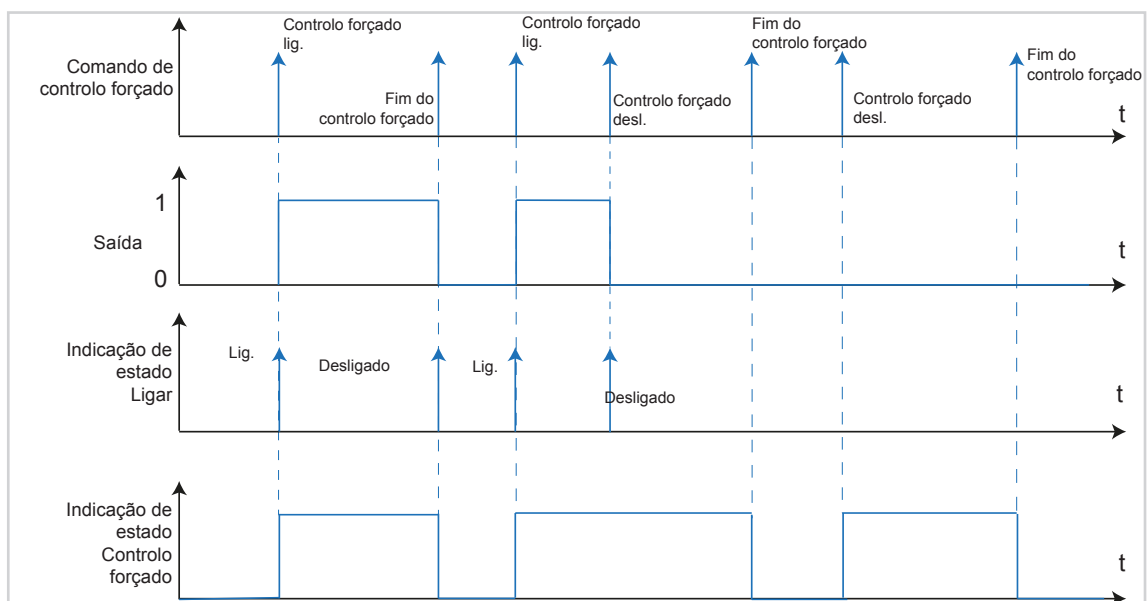 Controlo forçado
lig.
Controlo forçado
lig.
Fim do
controlo forçado
Fim do
controlo forçado
Comando de
controlo forçado
Fim do
controlo forçado
Controlo forçado
desl.
Controlo forçado
desl.
t
1
Saída
0
t
Indicação de
estado
Ligar
Lig.
Desligado
Lig.
Desligado
t
Indicação de
estado
Controlo
forçado
t